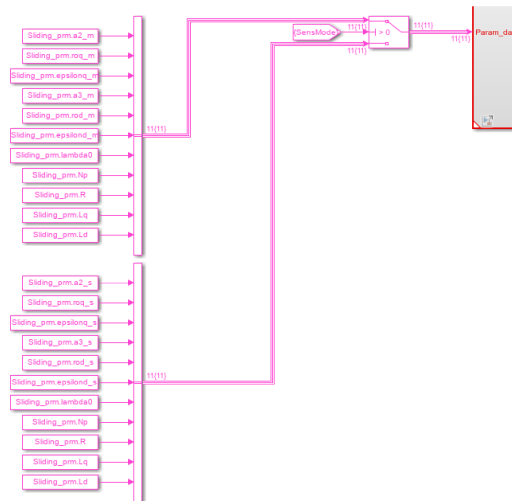 Sliding_prm.a2_m
Sliding_prm.roq_m
Sliding_prm.epsilonq_m
Sliding_prm.a3_m
Sliding_prm.rod_m
Sliding_prm.epsilond_m
Sliding_prm.lambda0
Sliding_prm.Np
Sliding_prm.R
Sliding_prm.Lq
Sliding_prm.Ld
11{11}
11{11}
{SensMode}
> 0
11{11}
11{11}
11{11}
11{11}
Param_da
Sliding_prm.a2_s
Sliding_prm.roq_s
Sliding_prm.epsilonq_s
Sliding_prm.a3_s
Sliding_prm.rod_s
Sliding_prm.epsilond_s
Sliding_prm.lambda0
Sliding_prm.Np
Sliding_prm.R
Sliding_prm.Lq
Sliding_prm.Ld
11{11}